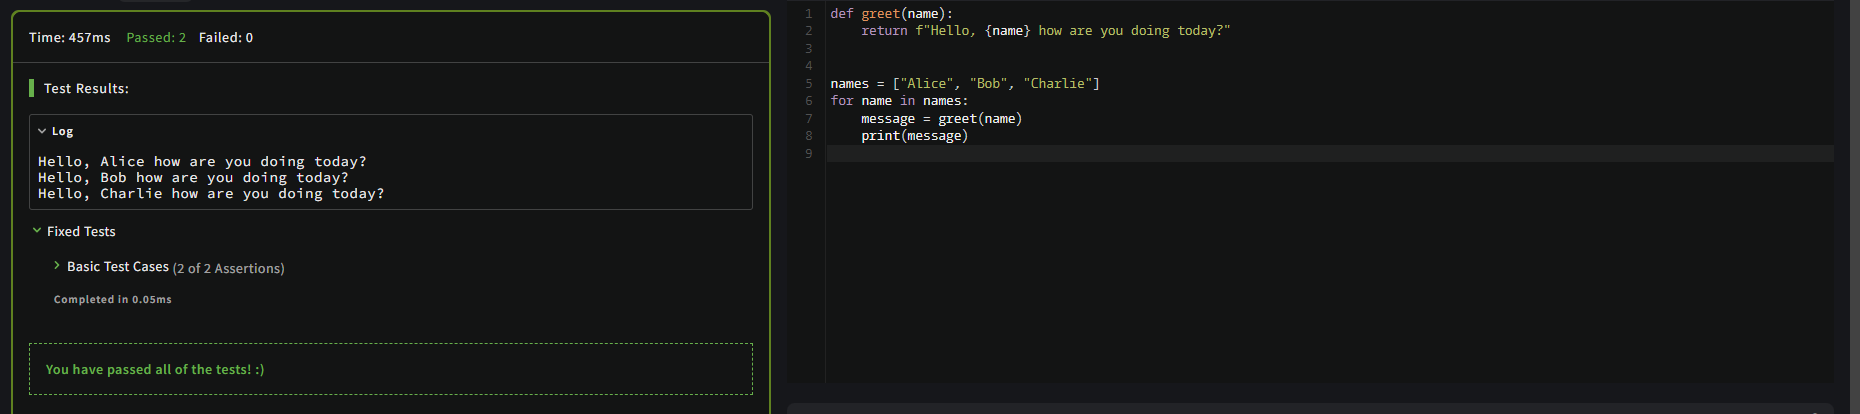 Time: 457ms Passed: 2 Failed: 0
Test Results:
Log
Hello, Alice how are you doing today?
Hello, Bob how are you doing today?
Hello, Charlie how are you doing today?
Fixed Tests
Basic Test Cases (2 of 2 Assertions)
Completed in 0.05ms
You have passed all of the tests! :)
1 def greet(name):
2     return f"Hello, {name} how are you doing today?"
3
4
5 names = ["Alice", "Bob", "Charlie"]
6 for name in names:
7     message = greet(name)
8     print(message)
9